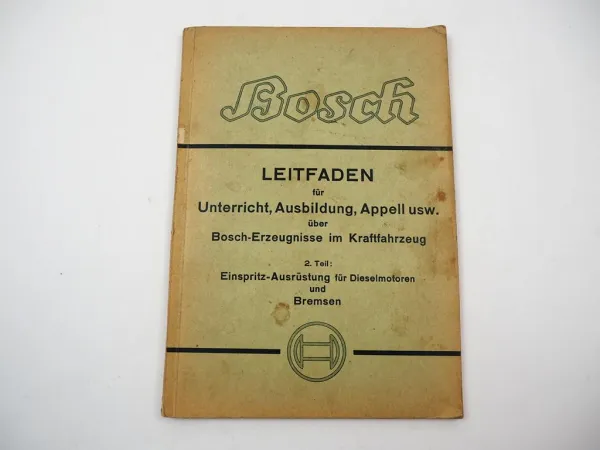 Bosch
LEITFADEN
für
Unterricht, Ausbildung, Appell usw.
über
Bosch-Erzeugnisse im Kraftfahrzeug
2. Teil:
Einspritz-Ausrüstung für Dieselmotoren
und
Bremsen